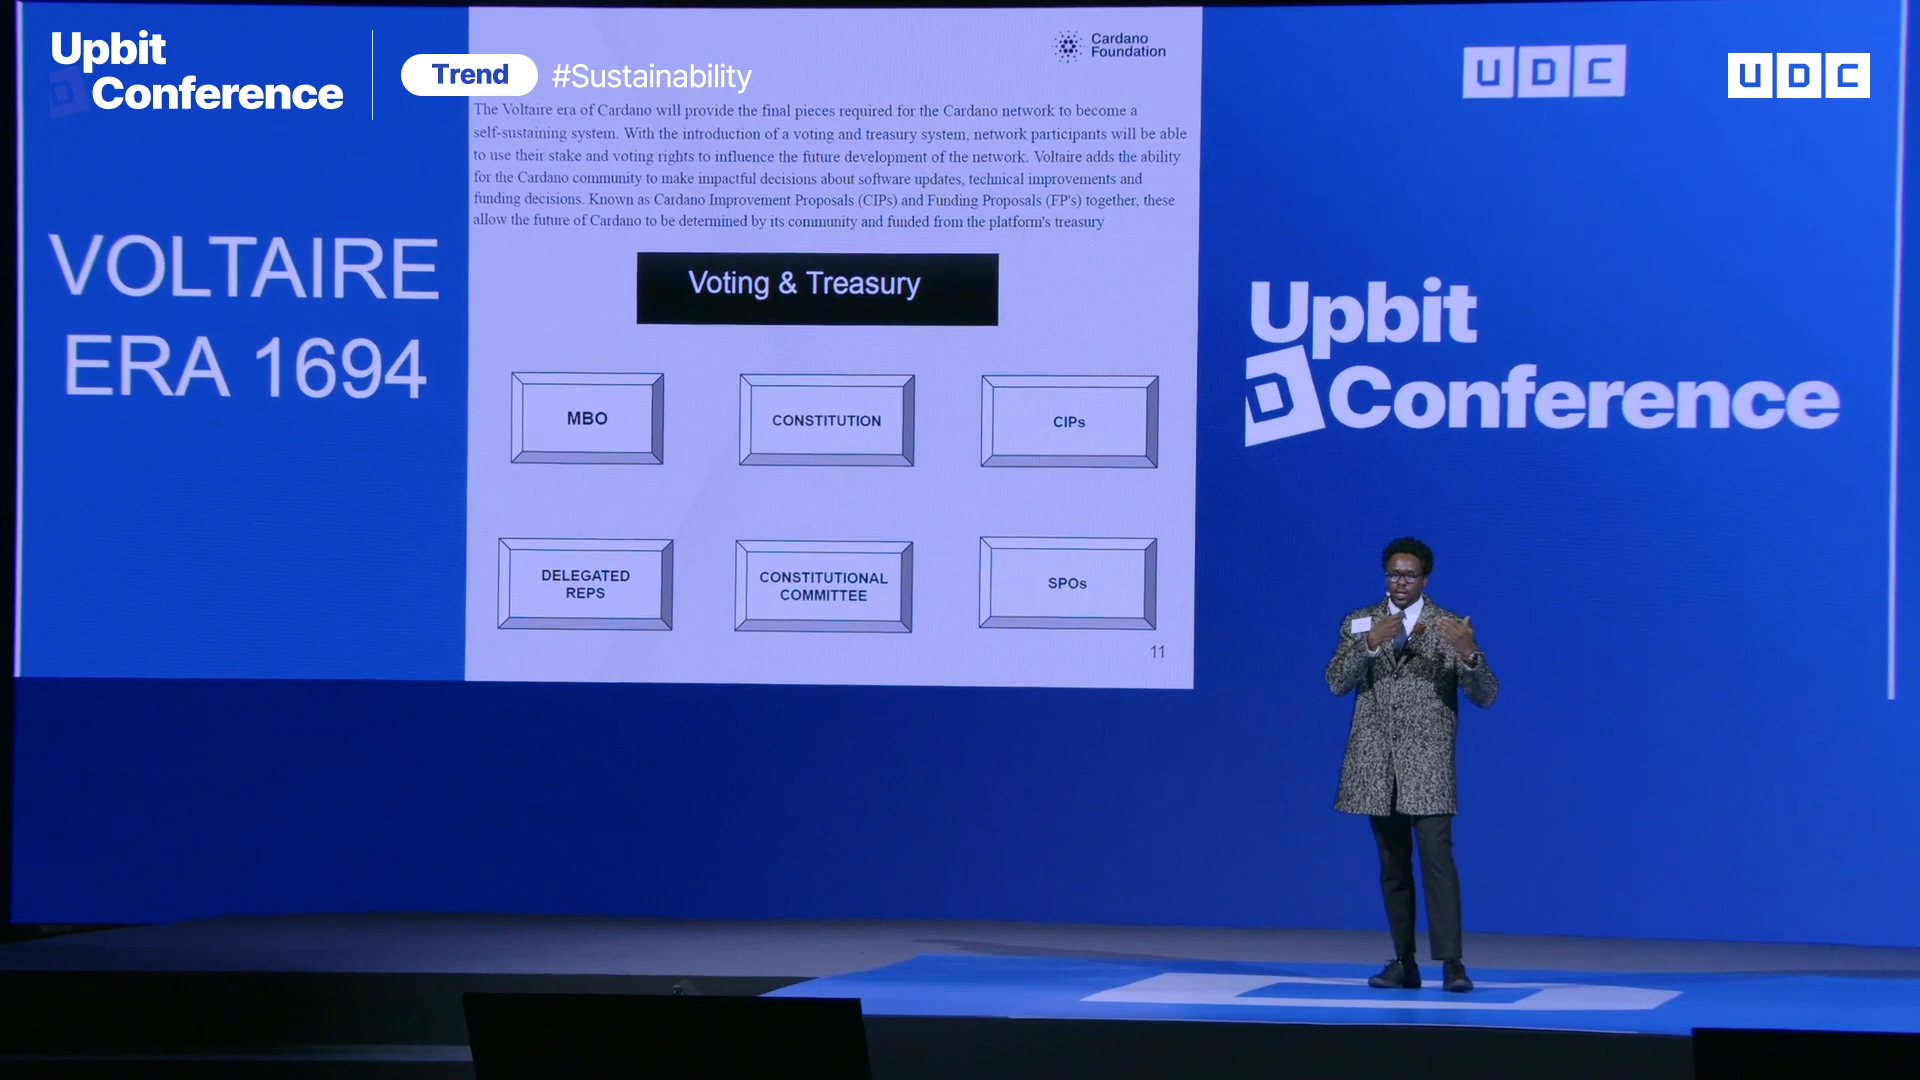 Upbit
Conference
Trend
#Sustainability
Cardano
Foundation
UDC
UDC
The Voltaire era of Cardano will provide the final pieces required for the Cardano network to become a
self-sustaining system. With the introduction of a voting and treasury system, network participants will be able
to use their stake and voting rights to influence the future development of the network. Voltaire adds the ability
for the Cardano community to make impactful decisions about software updates, technical improvements and
funding decisions. Known as Cardano Improvement Proposals (CIPs) and Funding Proposals (FP's) together, these
allow the future of Cardano to be determined by its community and funded from the platform's treasury
VOLTAIRE
ERA 1694
Voting & Treasury
MBO
CONSTITUTION
CIPs
DELEGATED
REPS
CONSTITUTIONAL
COMMITTEE
SPOs
11
Upbit
Conference